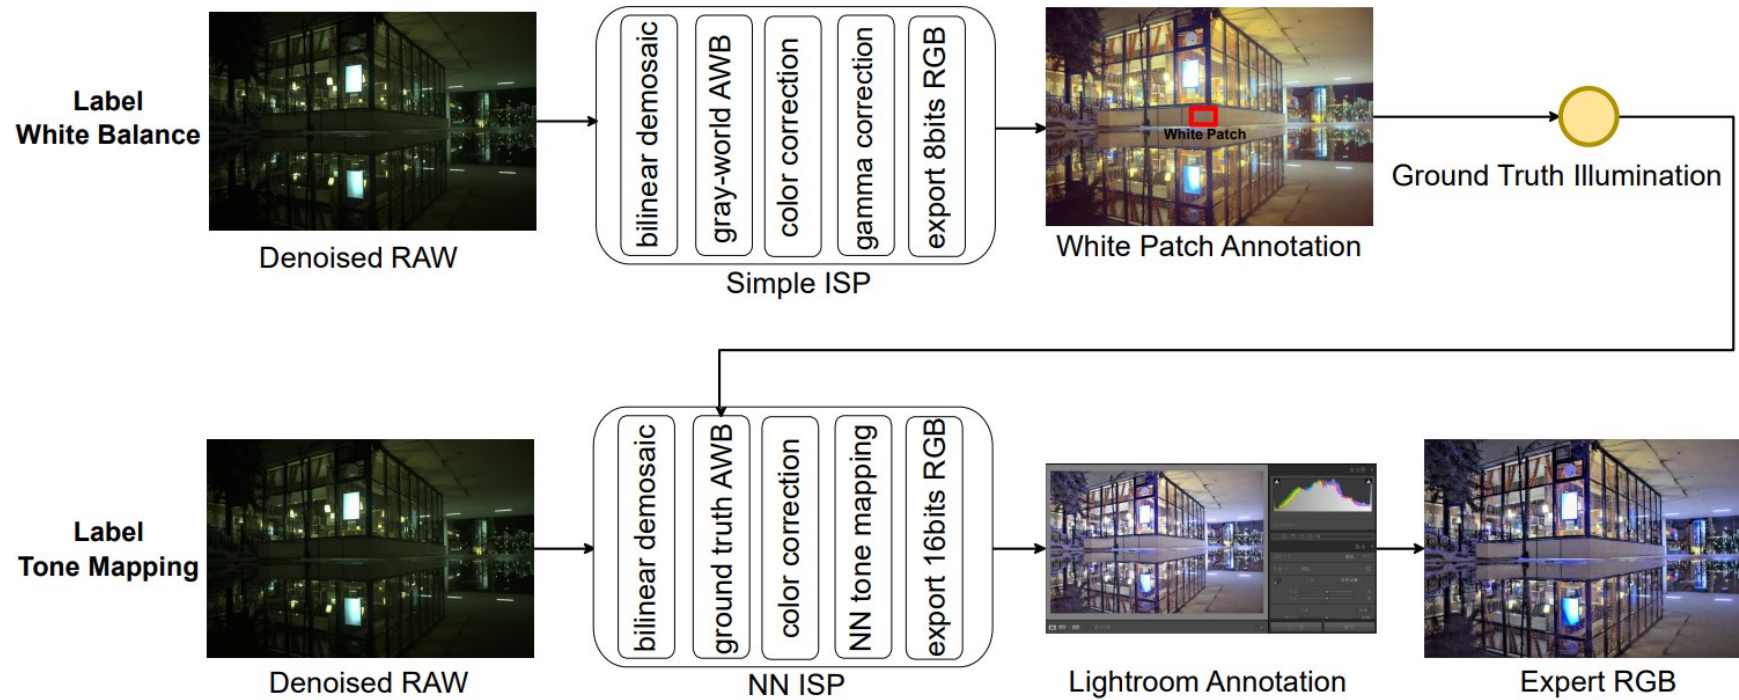 Label
White Balance
Denoised RAW
bilinear demosaic
gray-world AWB
color correction
gamma correction
export 8bits RGB
Simple ISP
White Patch
White Patch Annotation
Ground Truth Illumination
Label
Tone Mapping
Denoised RAW
bilinear demosaic
ground truth AWB
color correction
NN tone mapping
export 16bits RGB
NN ISP
Lightroom Annotation
Expert RGB